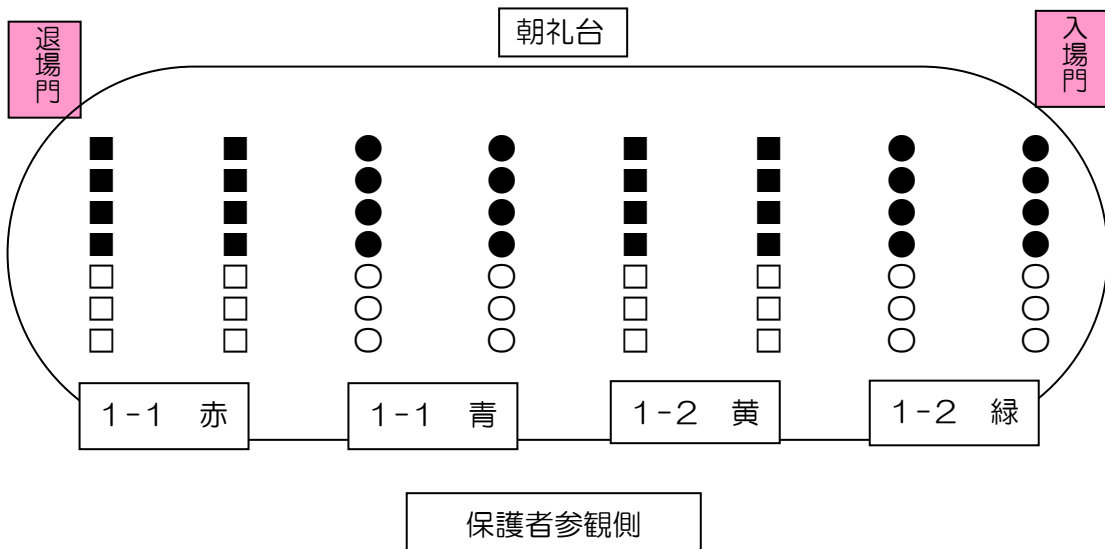 朝礼台
退場門
入場門
■ ■ ● ● ■ ■ ● ●
■ ■ ● ● ■ ■ ● ●
■ ■ ● ● ■ ■ ● ●
■ ■ ● ● ■ ■ ● ●
□ □ ○ ○ □ □ ○ ○
□ □ ○ ○ □ □ ○ ○
□ □ ○ ○ □ □ ○ ○
1-1 赤
1-1 青
1-2 黄
1-2 緑
保護者参観側